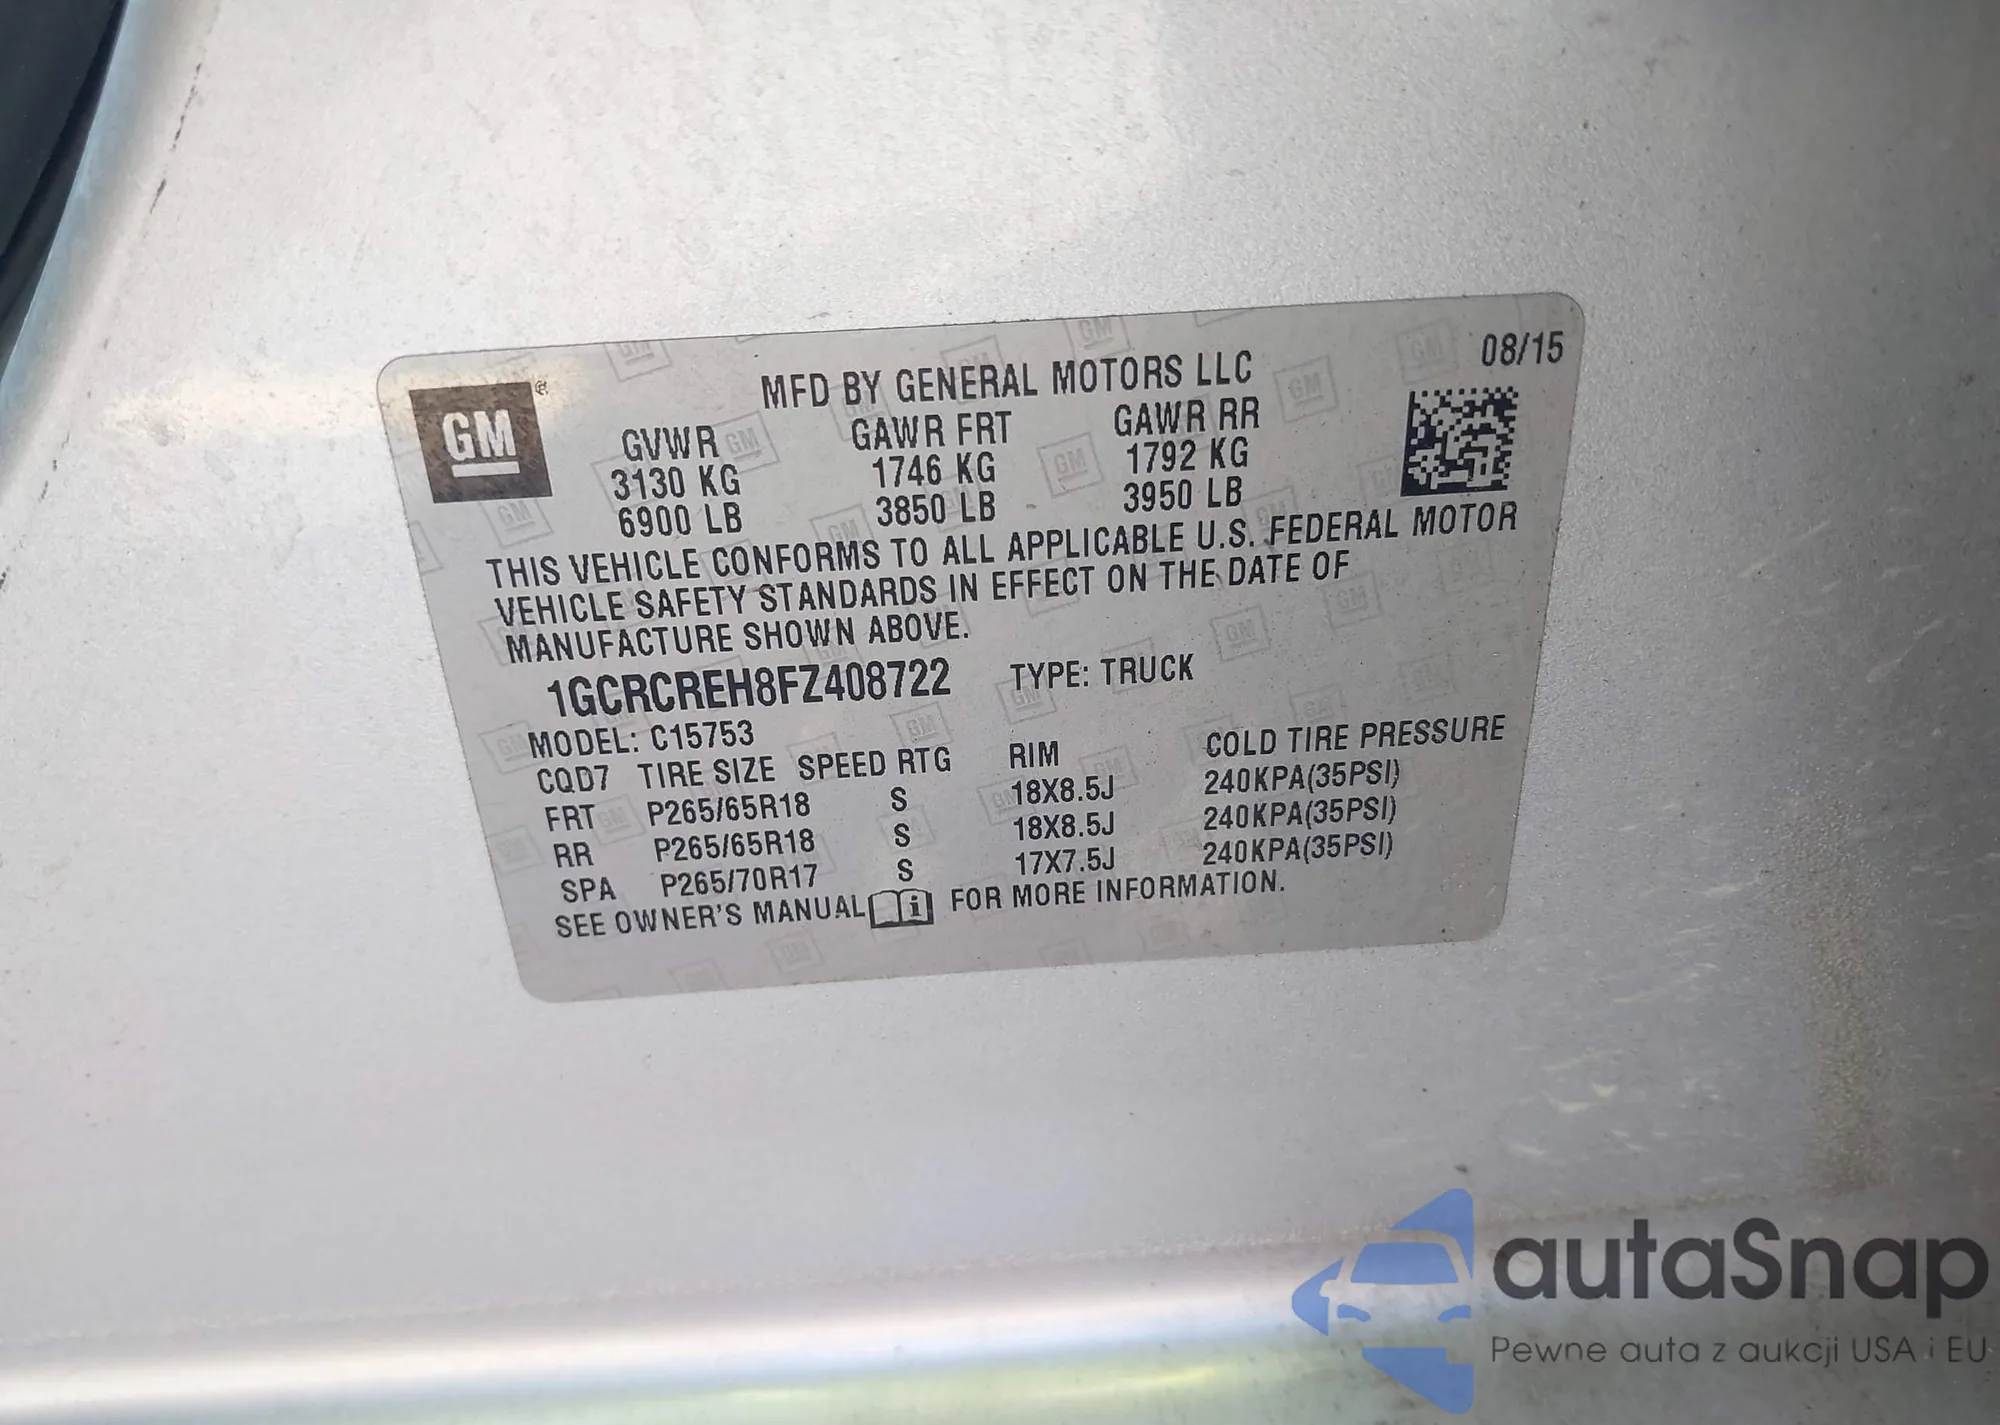 GM ®
MFD BY GENERAL MOTORS LLC 08/15
GVWR GAWR FRT GAWR RR
3130 KG 1746 KG 1792 KG
6900 LB 3850 LB 3950 LB
THIS VEHICLE CONFORMS TO ALL APPLICABLE U.S. FEDERAL MOTOR
VEHICLE SAFETY STANDARDS IN EFFECT ON THE DATE OF
MANUFACTURE SHOWN ABOVE.
1GCRCREH8FZ408722 TYPE: TRUCK
MODEL: C15753
CQD7 TIRE SIZE SPEED RTG RIM COLD TIRE PRESSURE
FRT P265/65R18 S 18X8.5J 240KPA(35PSI)
RR P265/65R18 S 18X8.5J 240KPA(35PSI)
SPA P265/70R17 S 17X7.5J 240KPA(35PSI)
SEE OWNER'S MANUAL i FOR MORE INFORMATION.
autaSnap
Pewne auta z aukcji USA i EU